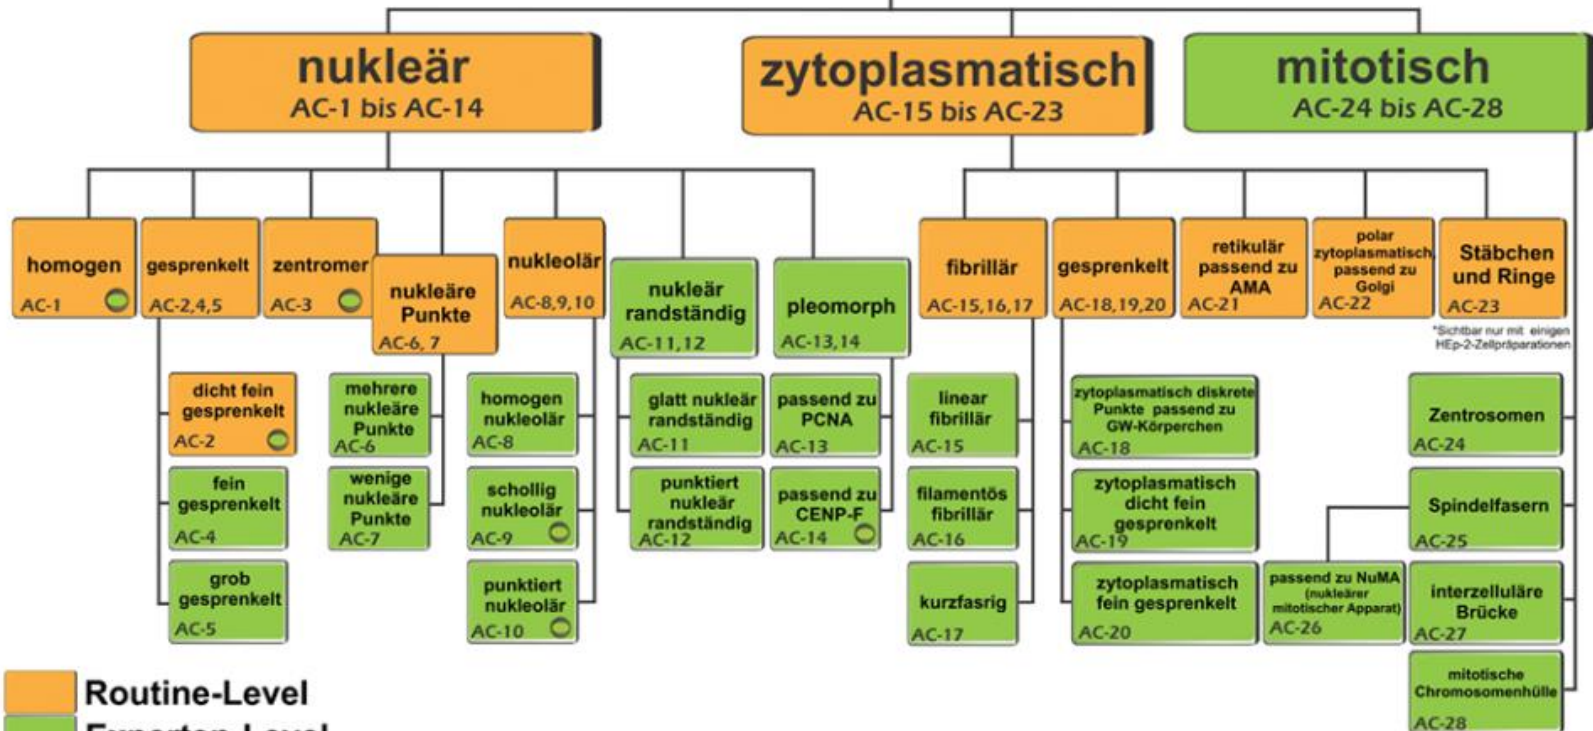 nukleär
AC-1 bis AC-14
zytoplasmatisch
AC-15 bis AC-23
mitotisch
AC-24 bis AC-28
homogen
AC-1
gesprenkelt
AC-2,4,5
zentromer
AC-3
nukleäre
Punkte
AC-6, 7
nukleolär
AC-8,9,10
nukleär
randständig
AC-11,12
pleomorph
AC-13,14
fibrillär
AC-15,16,17
gesprenkelt
AC-18,19,20
retikulär
passend zu
AMA
AC-21
polar
zytoplasmatisch,
passend zu
Golgi
AC-22
Stäbchen
und Ringe
AC-23
*Sichtbar nur mit einigen
HEp-2-Zellpräparationen
dicht fein
gesprenkelt
AC-2
fein
gesprenkelt
AC-4
grob
gesprenkelt
AC-5
mehrere
nukleäre
Punkte
AC-6
wenige
nukleäre
Punkte
AC-7
homogen
nukleolär
AC-8
schollig
nukleolär
AC-9
punktiert
nukleolär
AC-10
glatt nukleär
randständig
AC-11
punktiert
nukleär
randständig
AC-12
passend zu
PCNA
AC-13
passend zu
CENP-F
AC-14
linear
fibrillär
AC-15
filamentös
fibrillär
AC-16
kurzfasrig
AC-17
zytoplasmatisch diskrete
Punkte passend zu
GW-Körperchen
AC-18
zytoplasmatisch
dicht fein
gesprenkelt
AC-19
zytoplasmatisch
fein gesprenkelt
AC-20
Zentrosomen
AC-24
Spindelfasern
AC-25
passend zu NuMA
(nukleärer
mitotischer Apparat)
AC-26
interzelluläre
Brücke
AC-27
mitotische
Chromosomenhülle
AC-28
Routine-Level
Experten-Level